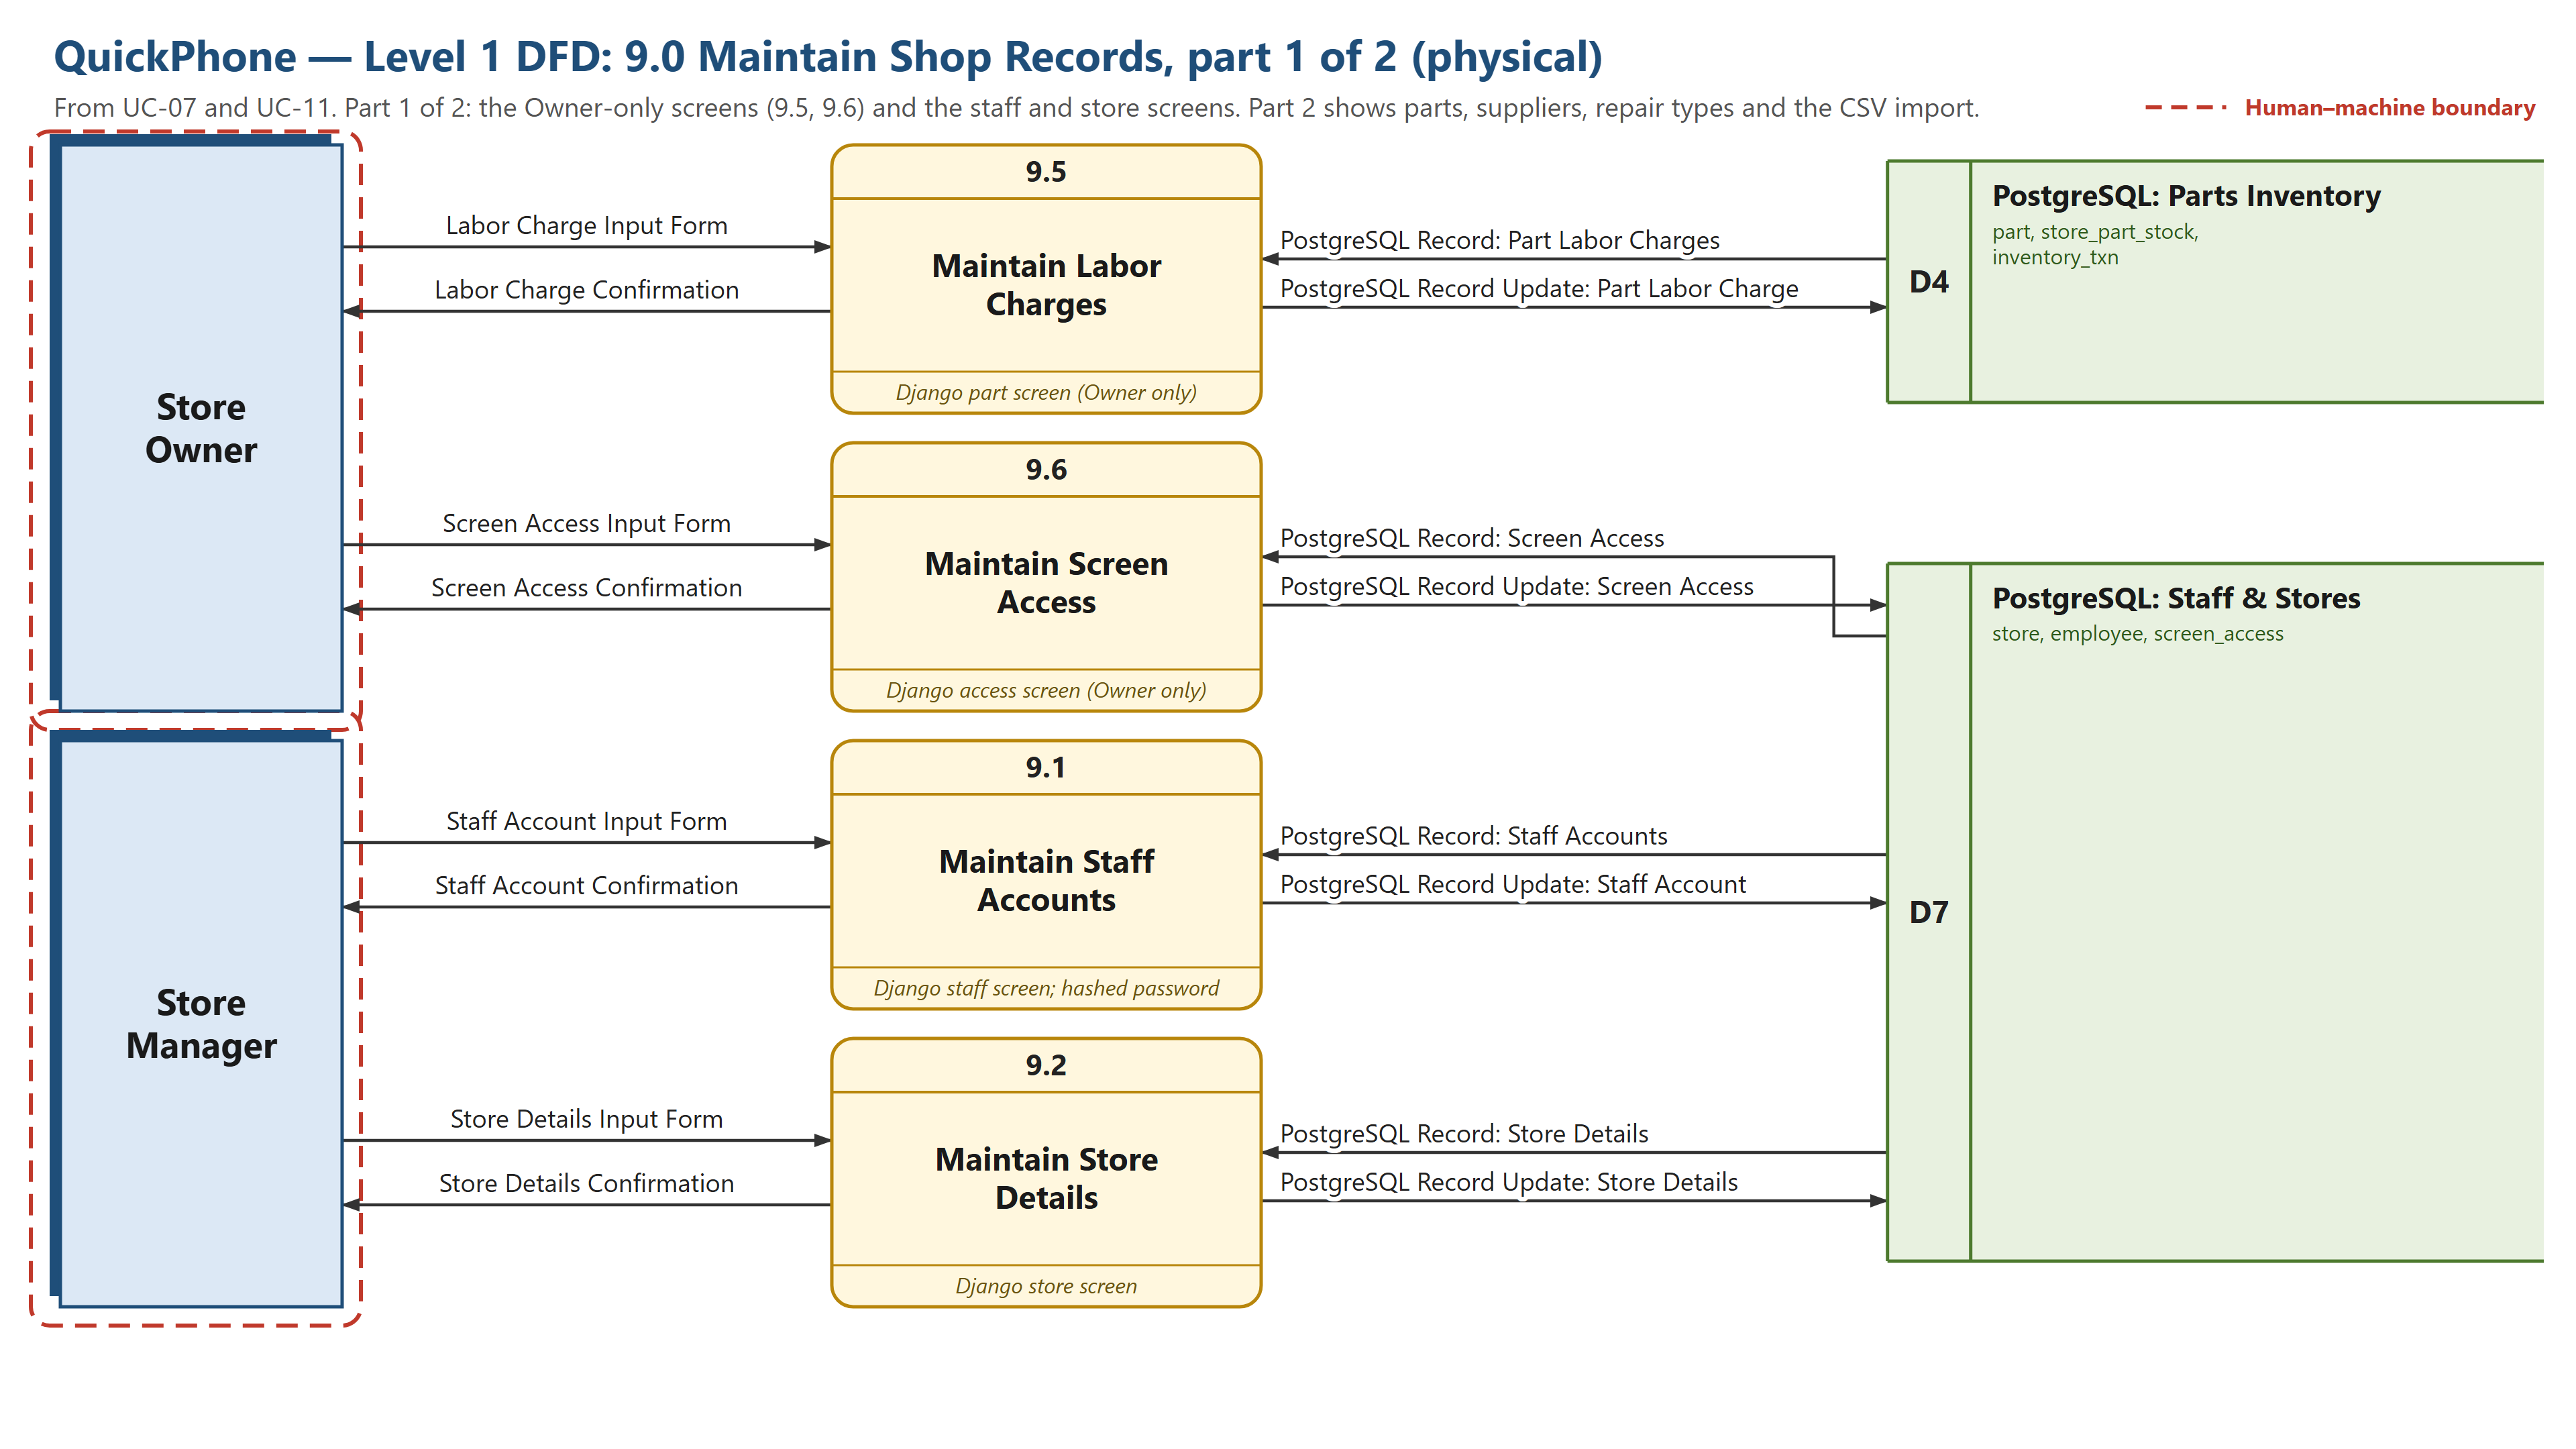 QuickPhone — Level 1 DFD: 9.0 Maintain Shop Records, part 1 of 2 (physical)
From UC-07 and UC-11. Part 1 of 2: the Owner-only screens (9.5, 9.6) and the staff and store screens. Part 2 shows parts, suppliers, repair types and the CSV import.
Human–machine boundary
Store
Owner
Labor Charge Input Form
Labor Charge Confirmation
9.5
Maintain Labor
Charges
Django part screen (Owner only)
PostgreSQL Record: Part Labor Charges
PostgreSQL Record Update: Part Labor Charge
D4
PostgreSQL: Parts Inventory
part, store_part_stock,
inventory_txn
Screen Access Input Form
Screen Access Confirmation
9.6
Maintain Screen
Access
Django access screen (Owner only)
PostgreSQL Record: Screen Access
PostgreSQL Record Update: Screen Access
D7
PostgreSQL: Staff & Stores
store, employee, screen_access
Store
Manager
Staff Account Input Form
Staff Account Confirmation
9.1
Maintain Staff
Accounts
Django staff screen; hashed password
PostgreSQL Record: Staff Accounts
PostgreSQL Record Update: Staff Account
Store Details Input Form
Store Details Confirmation
9.2
Maintain Store
Details
Django store screen
PostgreSQL Record: Store Details
PostgreSQL Record Update: Store Details